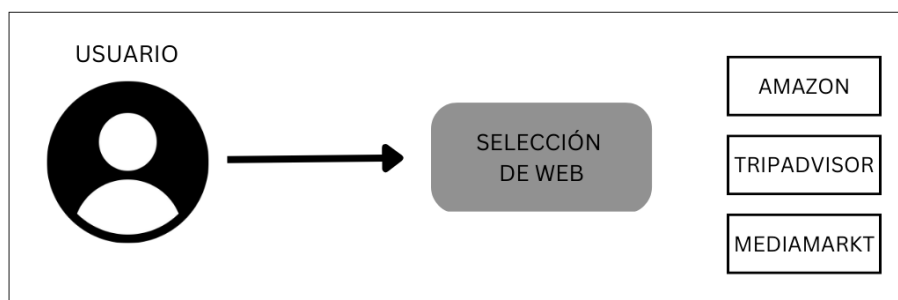 USUARIO
SELECCIÓN
DE WEB
AMAZON
TRIPADVISOR
MEDIAMARKT